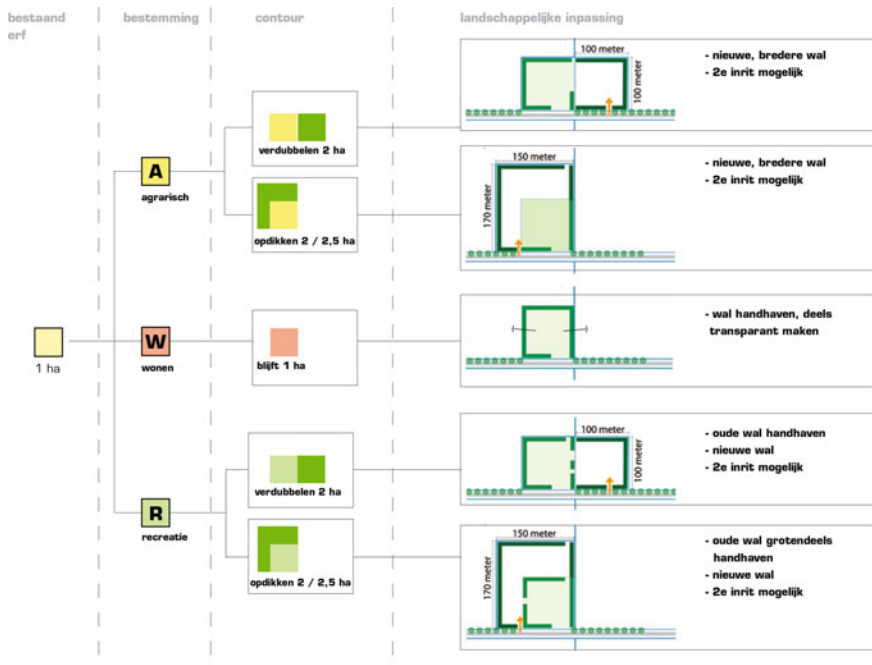 bestaand
erf
bestemming
contour
landschappelijke inpassing
1 ha
A
agrarisch
verdubbelen 2 ha
100 meter
100 meter
- nieuwe, bredere wal
- 2e inrit mogelijk
opdikken 2 / 2,5 ha
150 meter
170 meter
- nieuwe, bredere wal
- 2e inrit mogelijk
W
wonen
blijft 1 ha
- wal handhaven, deels
transparant maken
R
recreatie
verdubbelen 2 ha
100 meter
100 meter
- oude wal handhaven
- nieuwe wal
- 2e inrit mogelijk
opdikken 2 / 2,5 ha
150 meter
170 meter
- oude wal grotendeels
handhaven
- nieuwe wal
- 2e inrit mogelijk